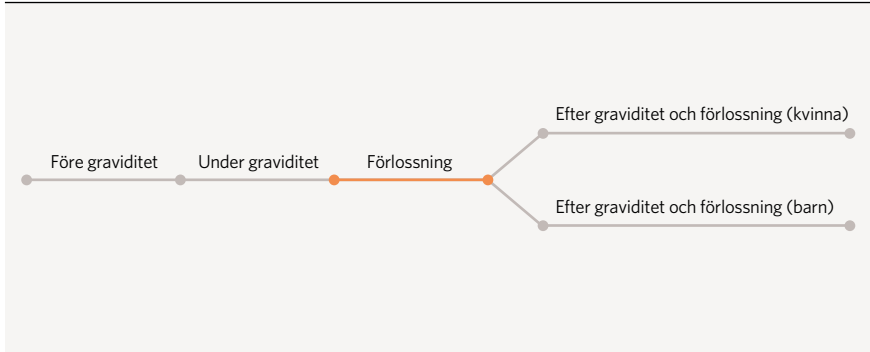 Före graviditet
Under graviditet
Förlossning
Efter graviditet och förlossning (kvinna)
Efter graviditet och förlossning (barn)